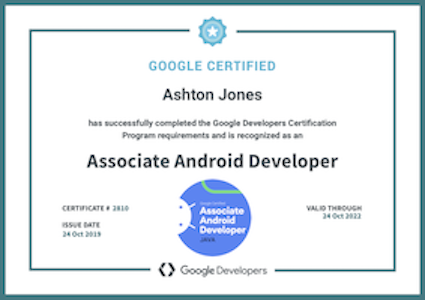 GOOGLE CERTIFIED
Ashton Jones
has successfully completed the Google Developers Certification
Program requirements and is recognized as an
Associate Android Developer
CERTIFICATE # 2810
ISSUE DATE
24 Oct 2019
Google Certified
Associate
Android
Developer
JAVA
VALID THROUGH
24 Oct 2022
Google Developers